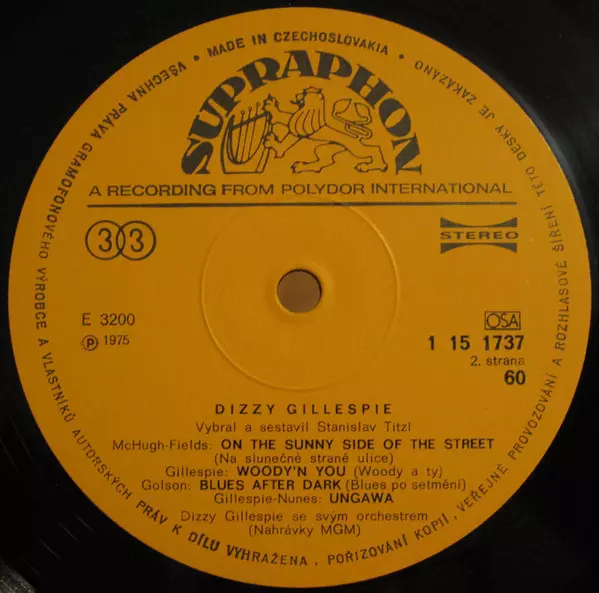 VŠECHNA PRÁVA GRAMOFONOVÉHO VÝROBCE A VLASTNÍKŮ AUTORSKÝCH PRÁV K DÍLU VYHRAŽENA. POŘIZOVÁNÍ KOPIÍ, VEŘEJNÉ PROVOZOVÁNÍ A ROZHLASOVÉ ŠÍŘENÍ TÉTO DESKY JE ZAKÁZÁNO
• MADE IN CZECHOSLOVAKIA •
SUPRAPHON
A RECORDING FROM POLYDOR INTERNATIONAL
33
STEREO
E 3200
Ⓟ 1975
OSA
1 15 1737
2. strana
60
DIZZY GILLESPIE
Vybral a sestavil Stanislav Titzl
McHugh-Fields: ON THE SUNNY SIDE OF THE STREET
(Na slunečné straně ulice)
Gillespie: WOODY'N YOU (Woody a ty)
Golson: BLUES AFTER DARK (Blues po setmění)
Gillespie-Nunes: UNGAWA
Dizzy Gillespie se svým orchestrem
(Nahrávky MGM)